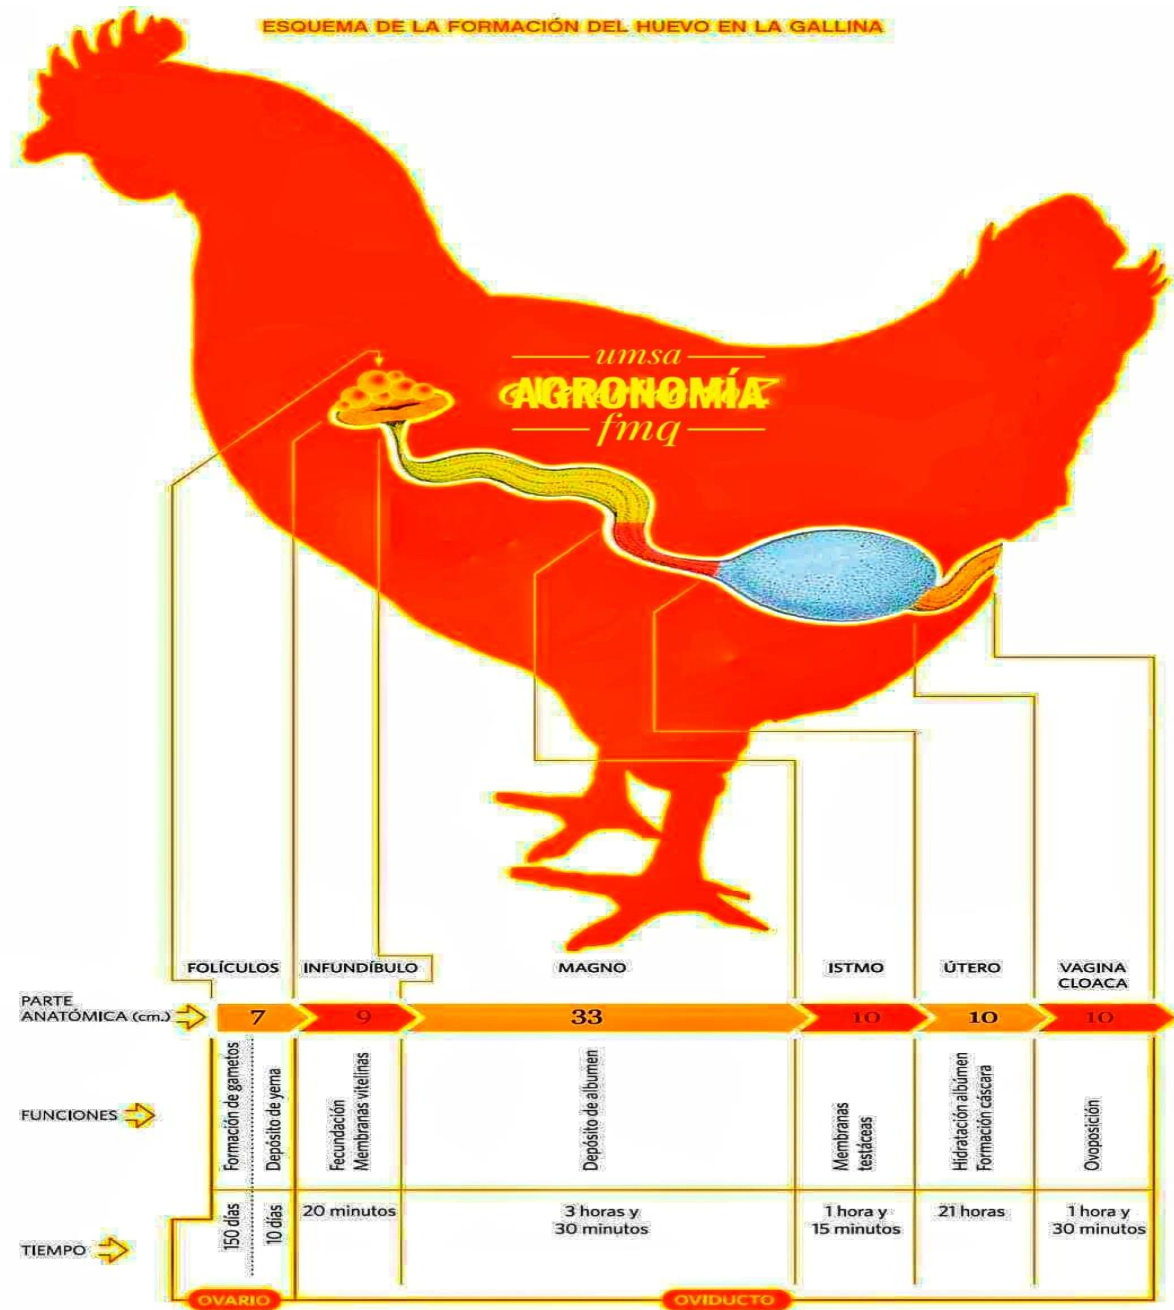 ESQUEMA DE LA FORMACIÓN DEL HUEVO EN LA GALLINA
umsa
AGRONOMÍA
fmq
FOLÍCULOS
INFUNDÍBULO
MAGNO
ISTMO
ÚTERO
VAGINA
CLOACA
PARTE
ANATÓMICA (cm.)
7
9
33
10
10
10
FUNCIONES
Formación de gametos
Depósito de yema
Fecundación
Membranas vitelinas
Depósito de albumen
Membranas
testáceas
Hidratación albúmen
Formación cáscara
Ovoposición
TIEMPO
150 días
10 días
20 minutos
3 horas y
30 minutos
1 hora y
15 minutos
21 horas
1 hora y
30 minutos
OVARIO
OVIDUCTO